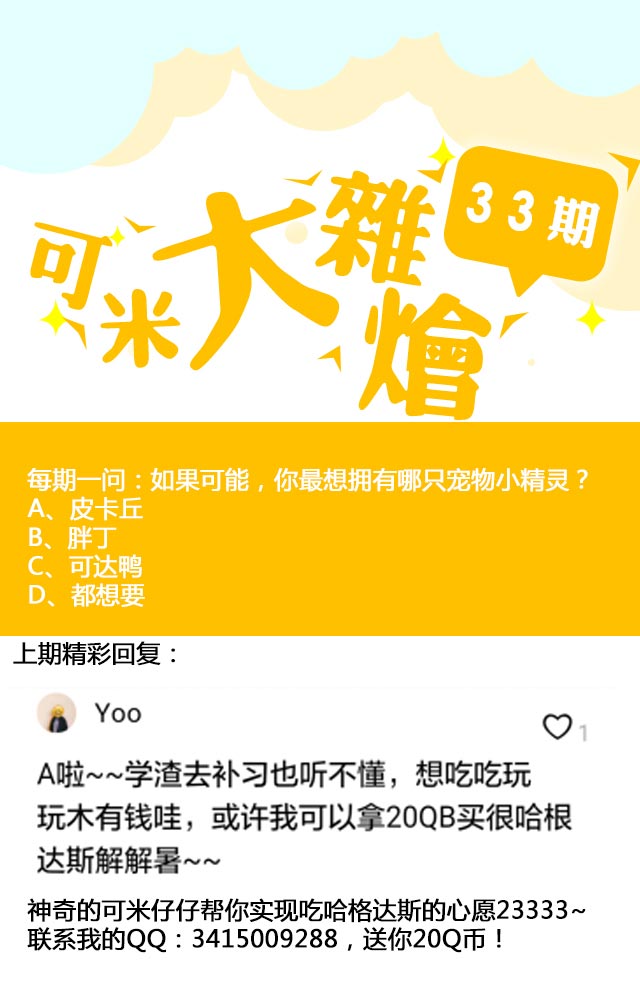 可米大雜燴
33期
每期一问：如果可能，你最想拥有哪只宠物小精灵？
A、皮卡丘
B、胖丁
C、可达鸭
D、都想要
上期精彩回复：
Yoo
1
A啦~~学渣去补习也听不懂，想吃吃玩
玩木有钱哇，或许我可以拿20QB买很哈根
达斯解解暑~~
神奇的可米仔仔帮你实现吃哈格达斯的心愿23333~
联系我的QQ：3415009288，送你20Q币！